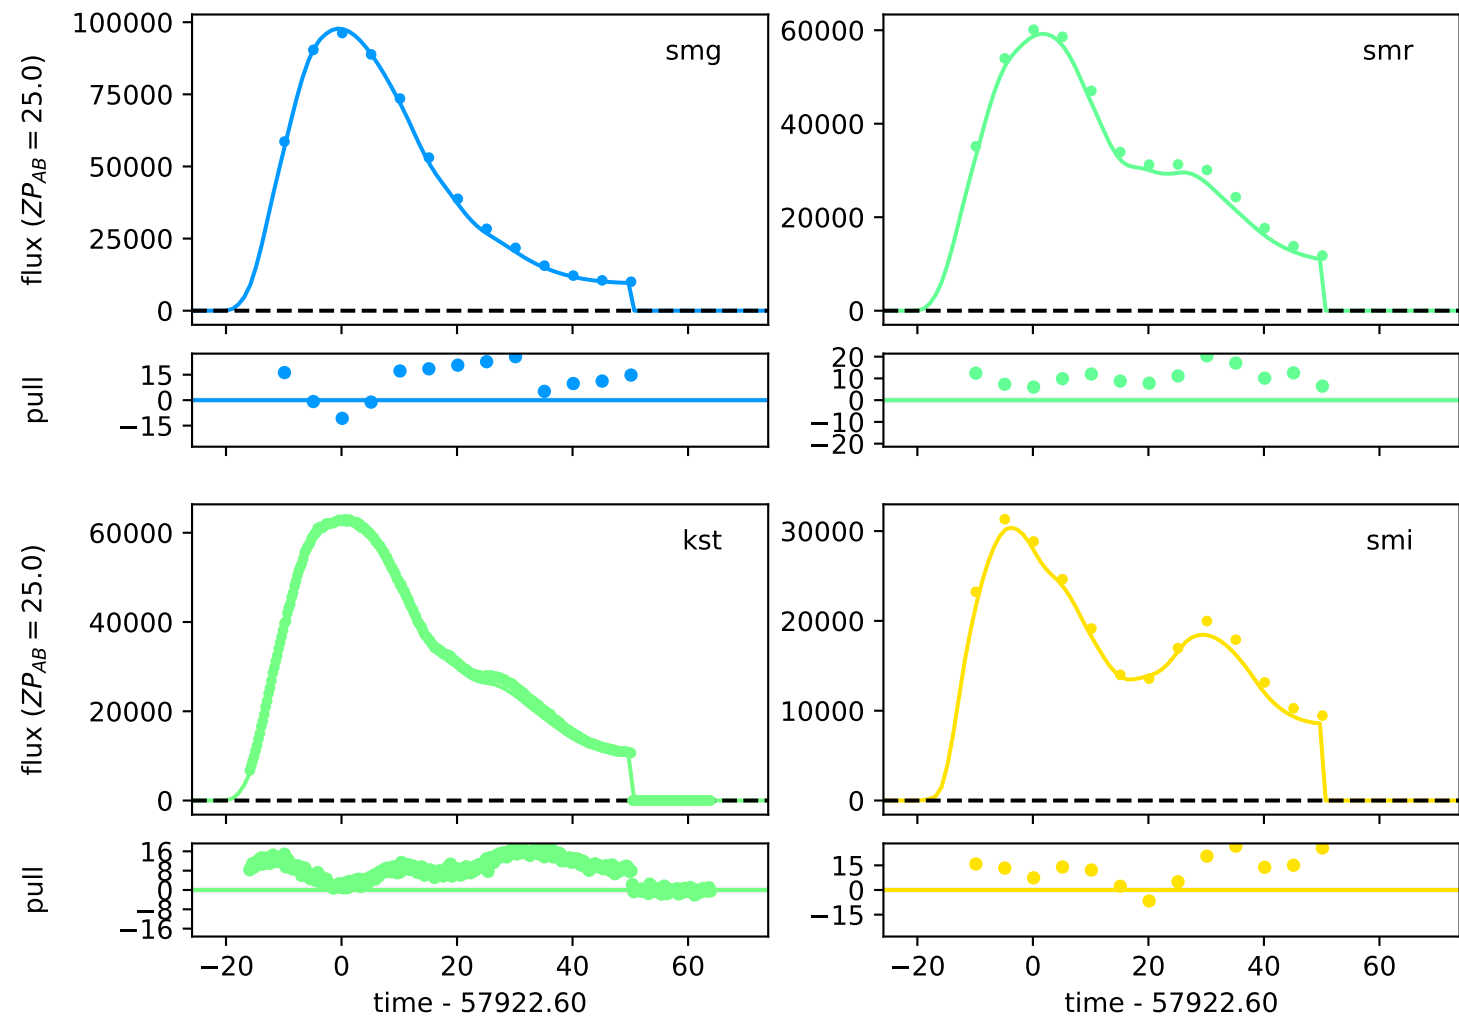 100000
75000
50000
25000
0
flux (ZP_AB = 25.0)
smg
60000
40000
20000
0
smr
15
0
−15
pull
20
10
0
−10
−20
60000
40000
20000
0
flux (ZP_AB = 25.0)
kst
30000
20000
10000
0
smi
16
8
0
−8
−16
pull
15
0
−15
−20 0 20 40 60
time - 57922.60
−20 0 20 40 60
time - 57922.60